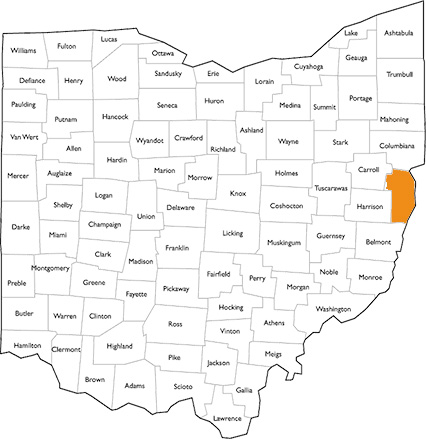 Williams
Fulton
Lucas
Ottawa
Lake
Ashtabula
Cuyahoga
Geauga
Defiance
Henry
Wood
Sandusky
Erie
Lorain
Trumbull
Paulding
Putnam
Hancock
Seneca
Huron
Medina
Summit
Portage
Mahoning
Van Wert
Allen
Wyandot
Crawford
Richland
Ashland
Wayne
Stark
Columbiana
Mercer
Auglaize
Hardin
Marion
Morrow
Holmes
Carroll
Tuscarawas
Shelby
Logan
Union
Delaware
Knox
Coshocton
Harrison
Darke
Miami
Champaign
Clark
Madison
Franklin
Licking
Muskingum
Guernsey
Belmont
Preble
Montgomery
Greene
Fayette
Pickaway
Fairfield
Perry
Morgan
Noble
Monroe
Butler
Warren
Clinton
Ross
Hocking
Vinton
Athens
Washington
Hamilton
Clermont
Highland
Pike
Jackson
Meigs
Brown
Adams
Scioto
Gallia
Lawrence